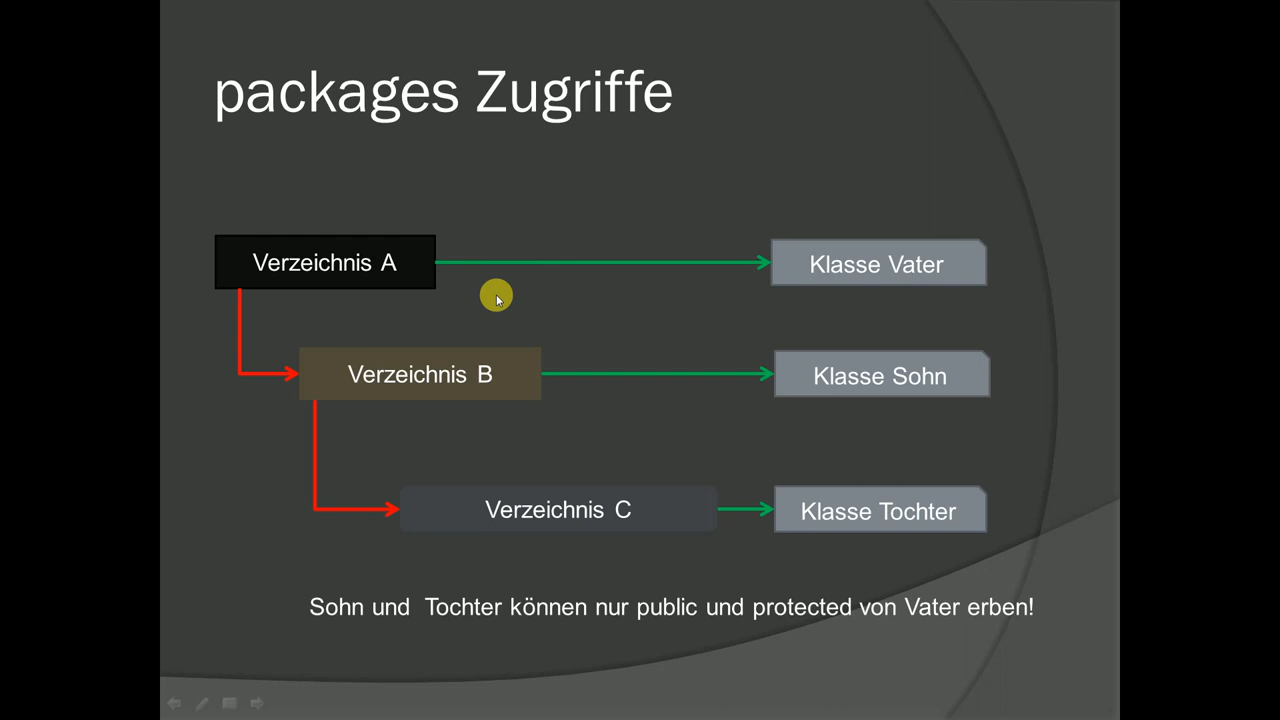 packages Zugriffe
Verzeichnis A
Klasse Vater
Verzeichnis B
Klasse Sohn
Verzeichnis C
Klasse Tochter
Sohn und  Tochter können nur public und protected von Vater erben!